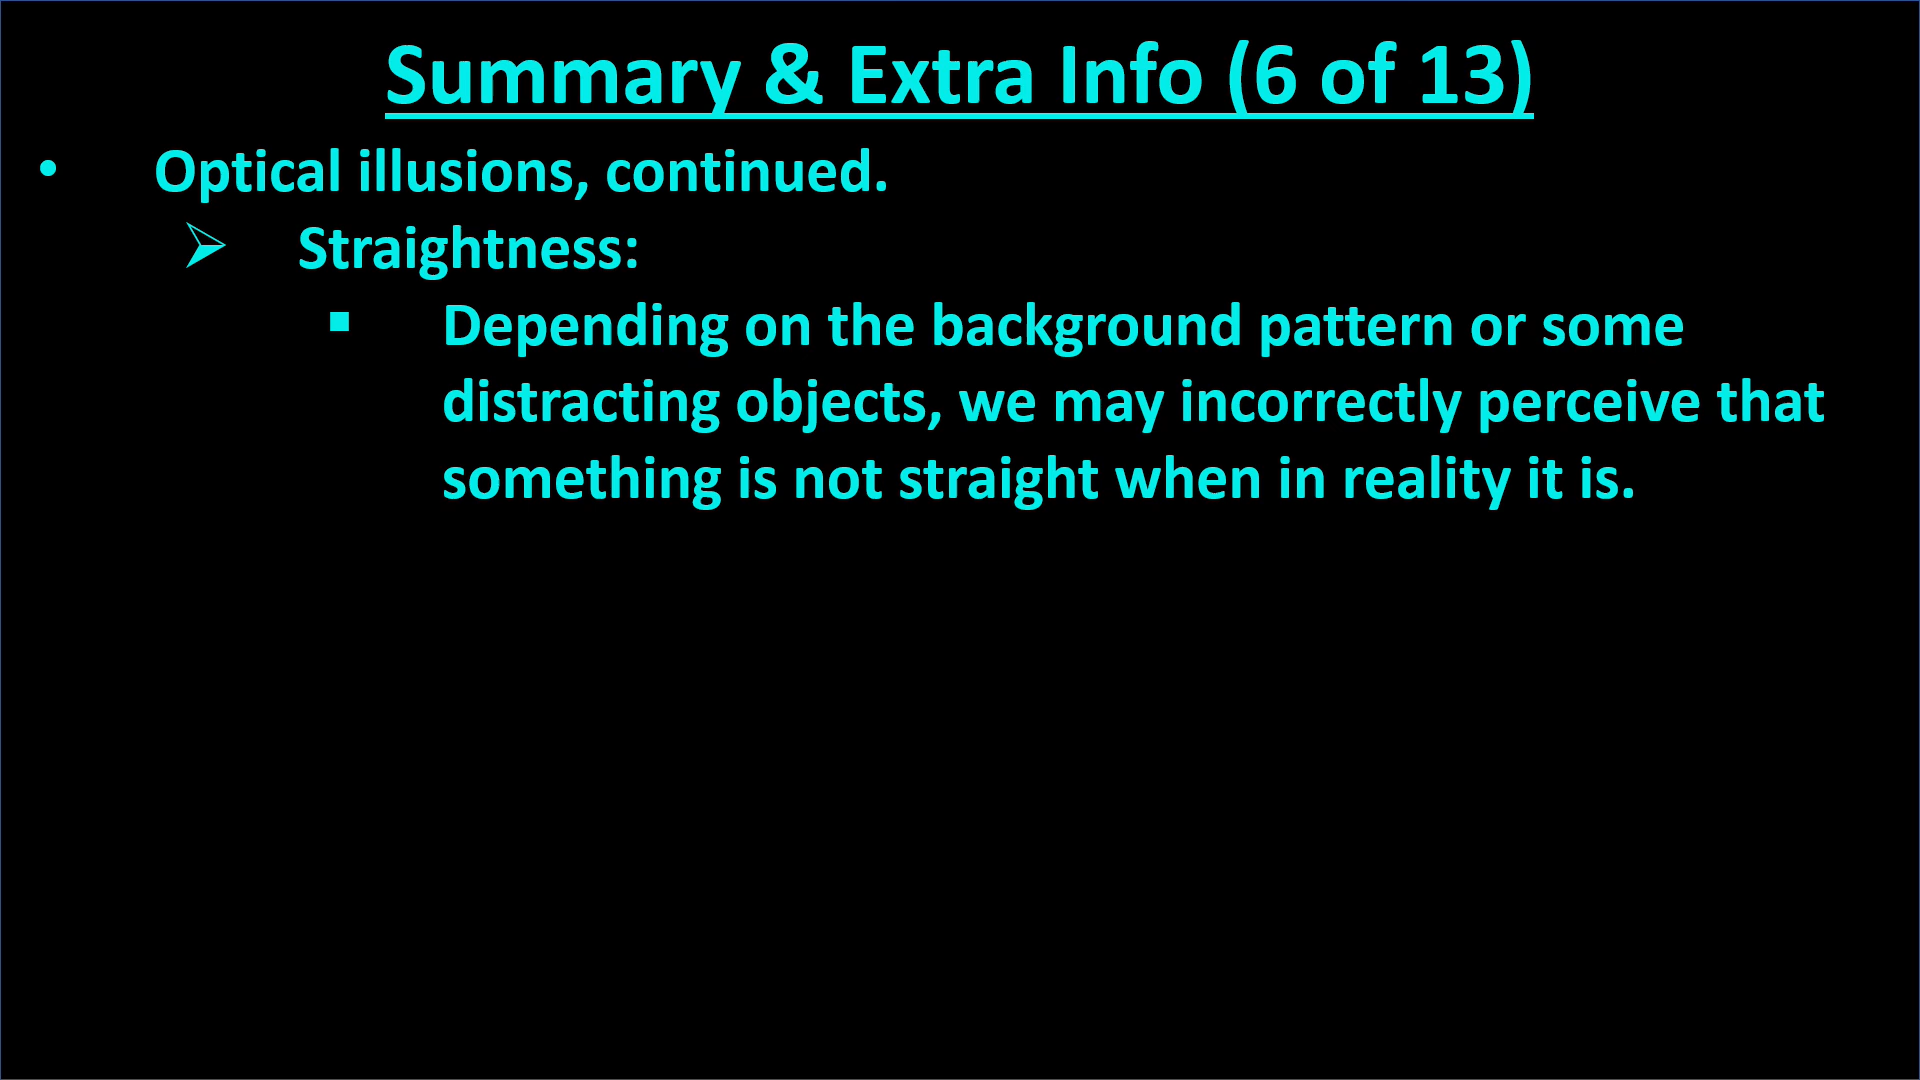 Summary & Extra Info (6 of 13)
• Optical illusions, continued.
➢ Straightness:
▪ Depending on the background pattern or some
distracting objects, we may incorrectly perceive that
something is not straight when in reality it is.